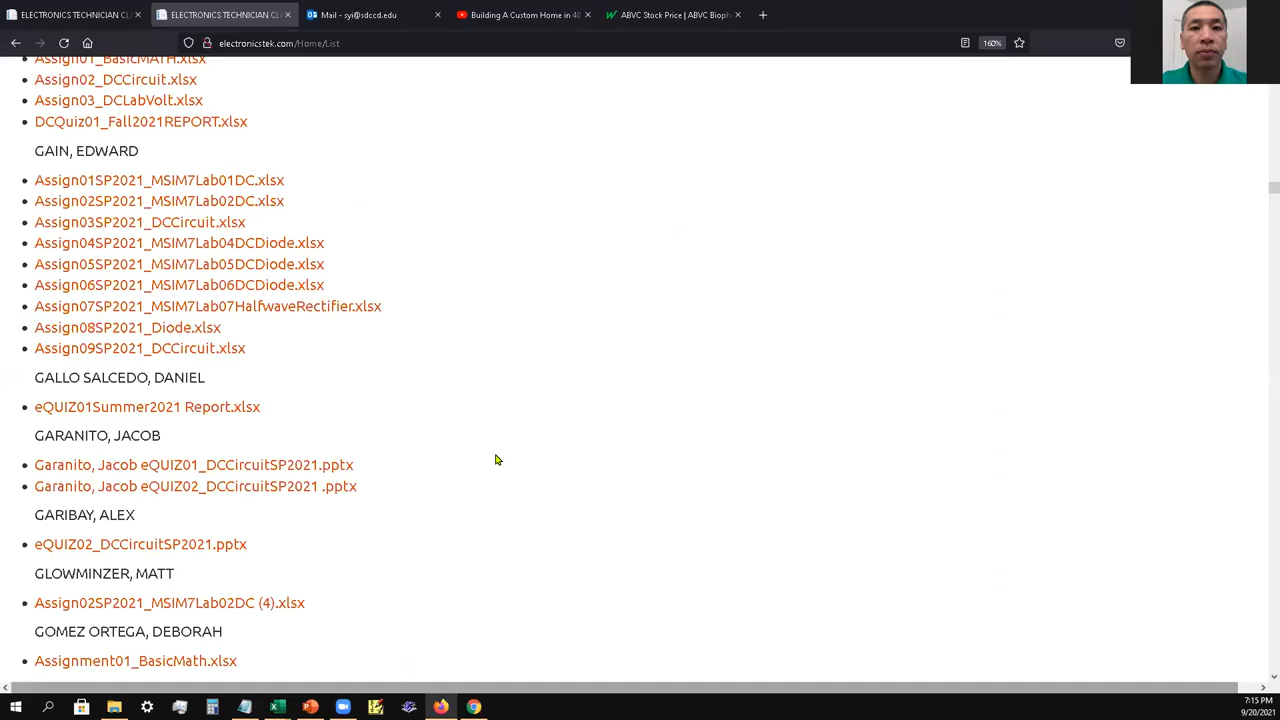 ELECTRONICS TECHNICIAN CL
ELECTRONICS TECHNICIAN CL
Mail - syi@sdccd.edu
Building A Custom Home in 40
ABVC Stock Price | ABVC Bioph
electronicstek.com/Home/List
160%
Assign01_BasicMATH.xlsx
Assign02_DCCircuit.xlsx
Assign03_DCLabVolt.xlsx
DCQuiz01_Fall2021REPORT.xlsx
GAIN, EDWARD
Assign01SP2021_MSIM7Lab01DC.xlsx
Assign02SP2021_MSIM7Lab02DC.xlsx
Assign03SP2021_DCCircuit.xlsx
Assign04SP2021_MSIM7Lab04DCDiode.xlsx
Assign05SP2021_MSIM7Lab05DCDiode.xlsx
Assign06SP2021_MSIM7Lab06DCDiode.xlsx
Assign07SP2021_MSIM7Lab07HalfwaveRectifier.xlsx
Assign08SP2021_Diode.xlsx
Assign09SP2021_DCCircuit.xlsx
GALLO SALCEDO, DANIEL
eQUIZ01Summer2021 Report.xlsx
GARANITO, JACOB
Garanito, Jacob eQUIZ01_DCCircuitSP2021.pptx
Garanito, Jacob eQUIZ02_DCCircuitSP2021 .pptx
GARIBAY, ALEX
eQUIZ02_DCCircuitSP2021.pptx
GLOWMINZER, MATT
Assign02SP2021_MSIM7Lab02DC (4).xlsx
GOMEZ ORTEGA, DEBORAH
Assignment01_BasicMath.xlsx
7:15 PM
9/20/2021